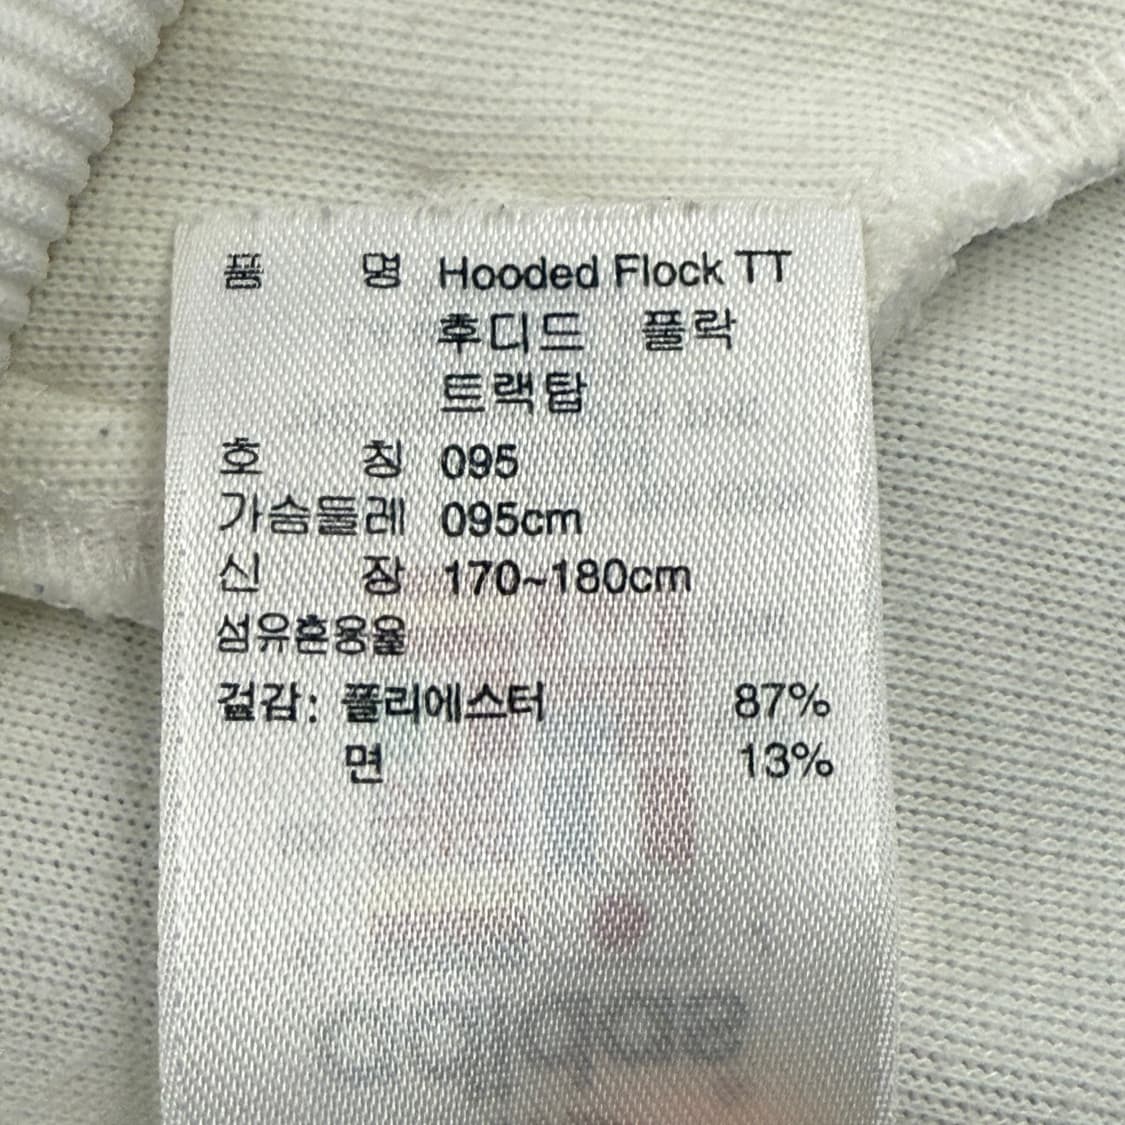 품 명 Hooded Flock TT
후디드 플락
트랙탑
호 칭 095
가슴둘레 095cm
신 장 170~180cm
섬유혼용율
겉감: 폴리에스터 87%
면 13%